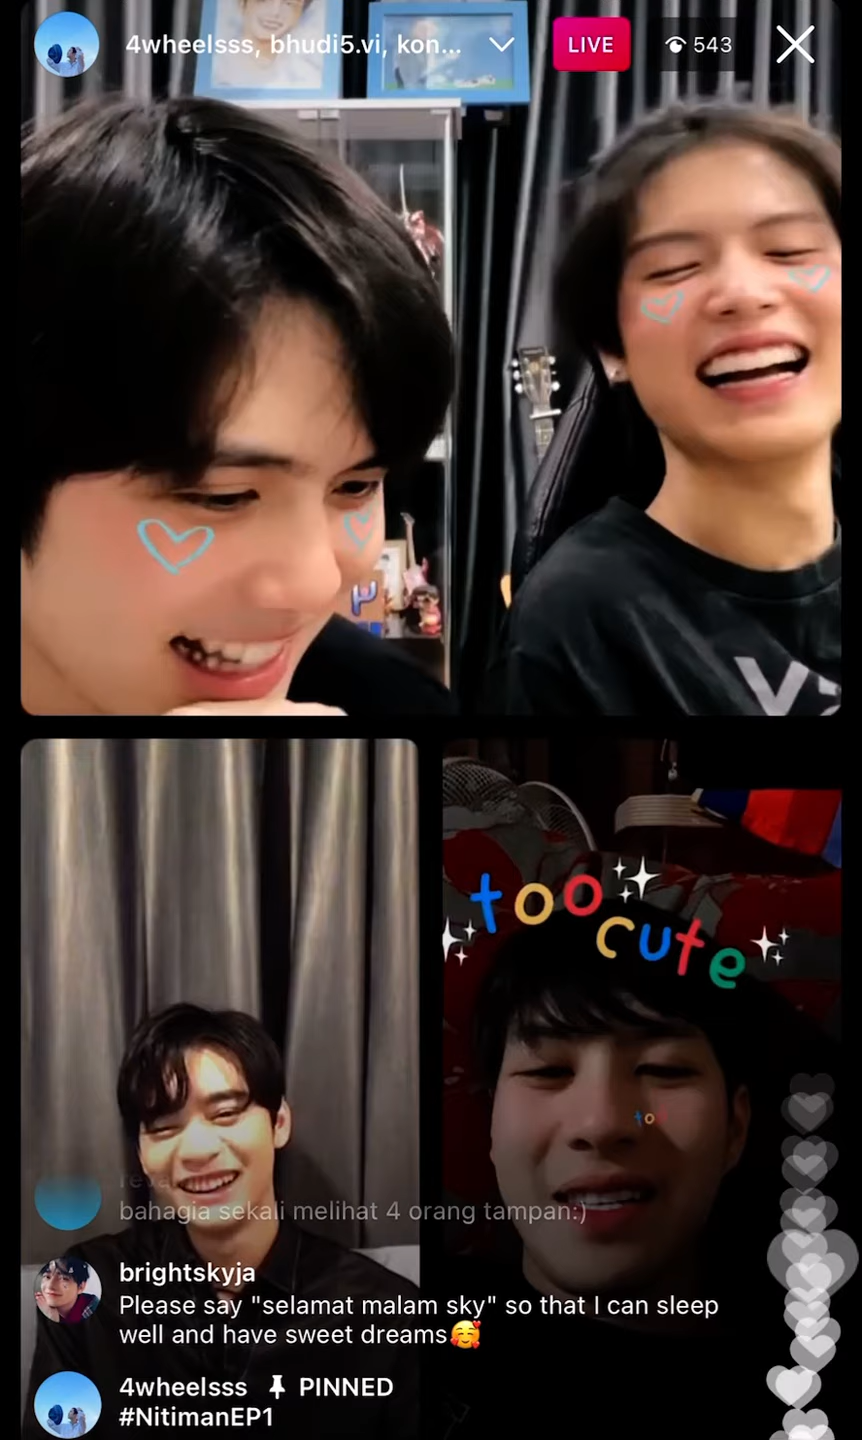 4wheelsss, bhudi5.vi, kon...
LIVE
543
too
cute
bahagia sekali melihat 4 orang tampan:)
brightskyja
Please say "selamat malam sky" so that I can sleep
well and have sweet dreams🥰
4wheelsss PINNED
#NitimanEP1